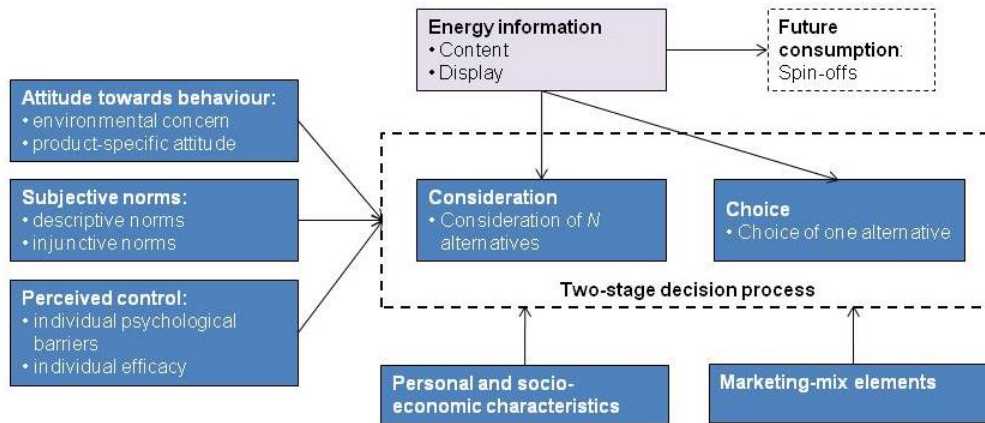 Energy information
• Content
• Display
Future
consumption:
Spin-offs
Attitude towards behaviour:
• environmental concern
• product-specific attitude
Subjective norms:
• descriptive norms
• injunctive norms
Perceived control:
• individual psychological
barriers
• individual efficacy
Consideration
• Consideration of N
alternatives
Choice
• Choice of one alternative
Two-stage decision process
Personal and socio-
economic characteristics
Marketing-mix elements